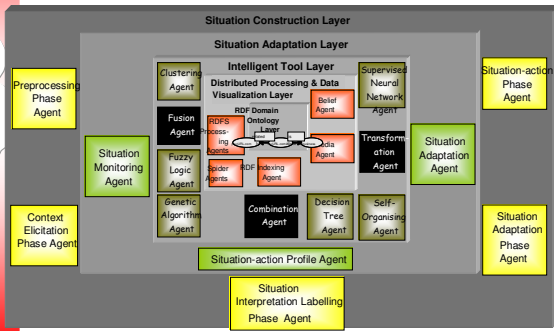 Situation Construction Layer
Situation Adaptation Layer
Intelligent Tool Layer
Distributed Processing & Data
Visualization Layer
RDF Domain
Ontology
Layer
Preprocessing
Phase
Agent
Context
Elicitation
Phase Agent
Situation
Monitoring
Agent
Clustering
Agent
Fusion
Agent
Fuzzy
Logic
Agent
Genetic
Algorithm
Agent
RDFS
Process-
ing
Agents
Spider
Agents
RDF Indexing
Agent
Belief
Agent
Agent
Combination
Agent
Decision
Tree
Agent
Supervised
Neural
Network
Agent
Transform-
ation
Agent
Self-
Organising
Agent
Situation
Adaptation
Agent
Situation-action
Phase
Agent
Situation
Adaptation
Phase
Agent
Situation-action Profile Agent
Situation
Interpretation Labelling
Phase Agent